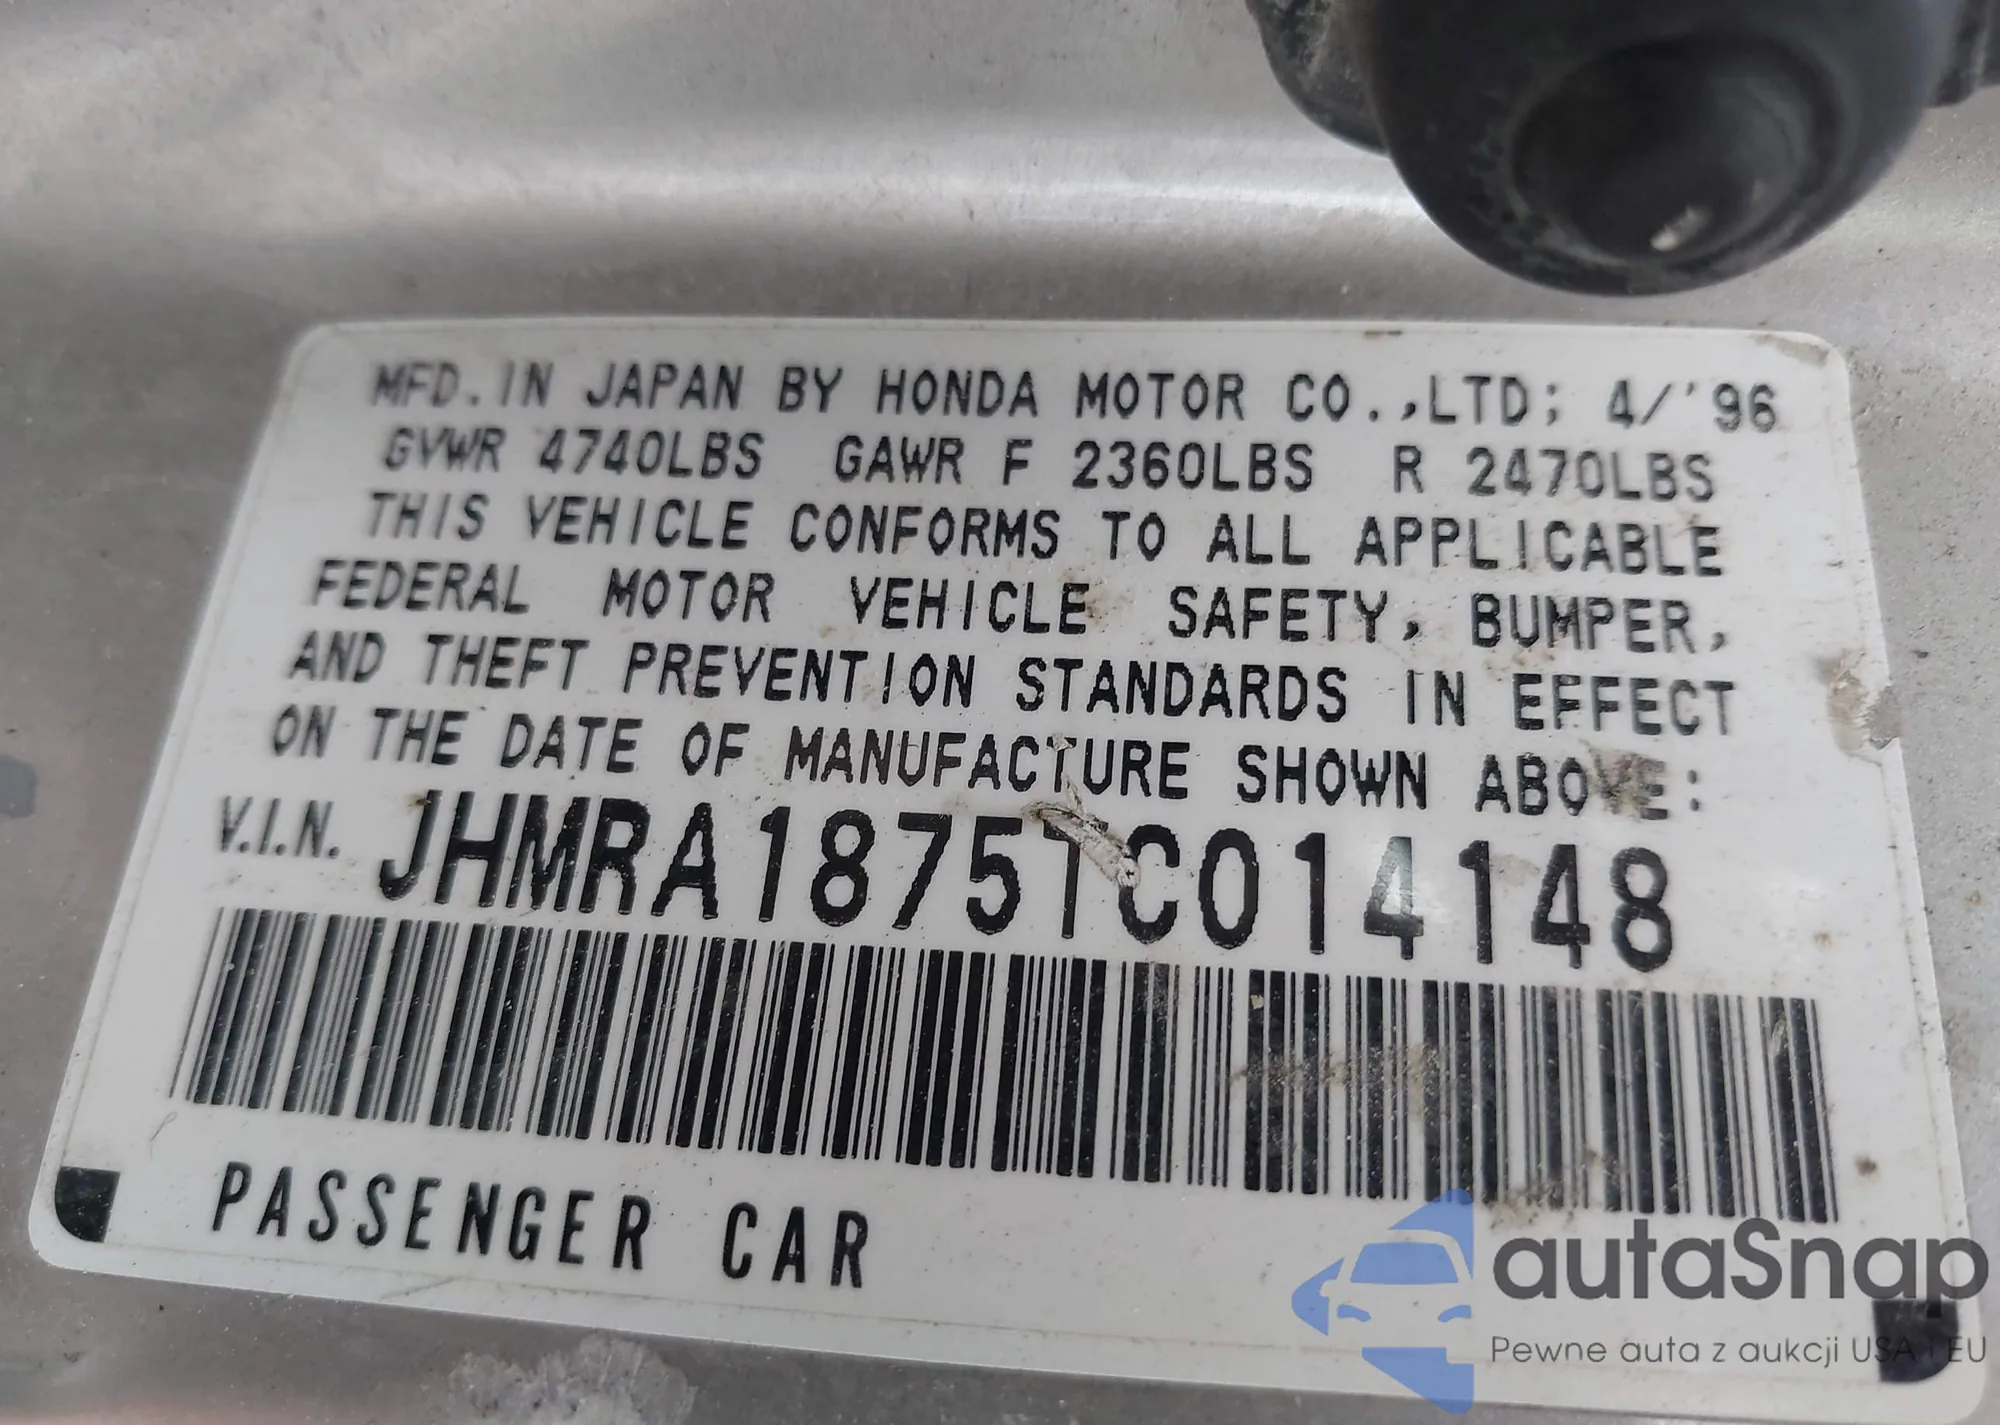 MFD. IN JAPAN BY HONDA MOTOR CO.,LTD; 4/'96
GVWR 4740LBS GAWR F 2360LBS R 2470LBS
THIS VEHICLE CONFORMS TO ALL APPLICABLE
FEDERAL MOTOR VEHICLE SAFETY, BUMPER,
AND THEFT PREVENTION STANDARDS IN EFFECT
ON THE DATE OF MANUFACTURE SHOWN ABOVE:
V.I.N. JHMRA1875TC014148
PASSENGER CAR
autaSnap
Pewne auta z aukcji USA i EU